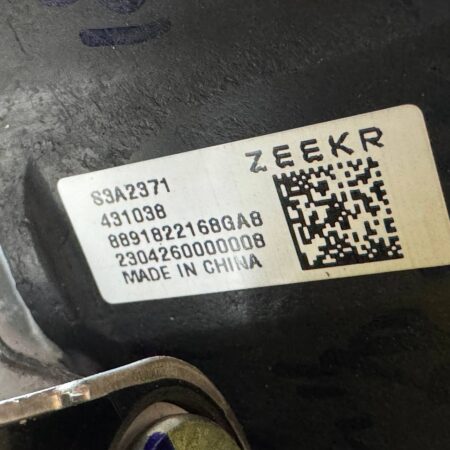 ZEEKR
S3A2371
431038
8891822168GA8
2304260000008
MADE IN CHINA